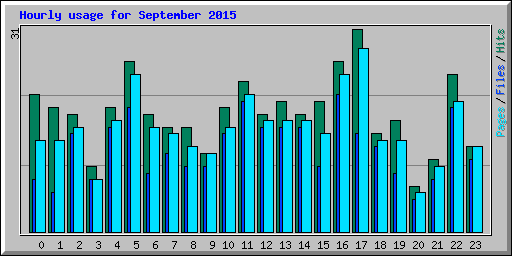 Hourly usage for September 2015
31
Pages / Files / Hits
0 1 2 3 4 5 6 7 8 9 10 11 12 13 14 15 16 17 18 19 20 21 22 23